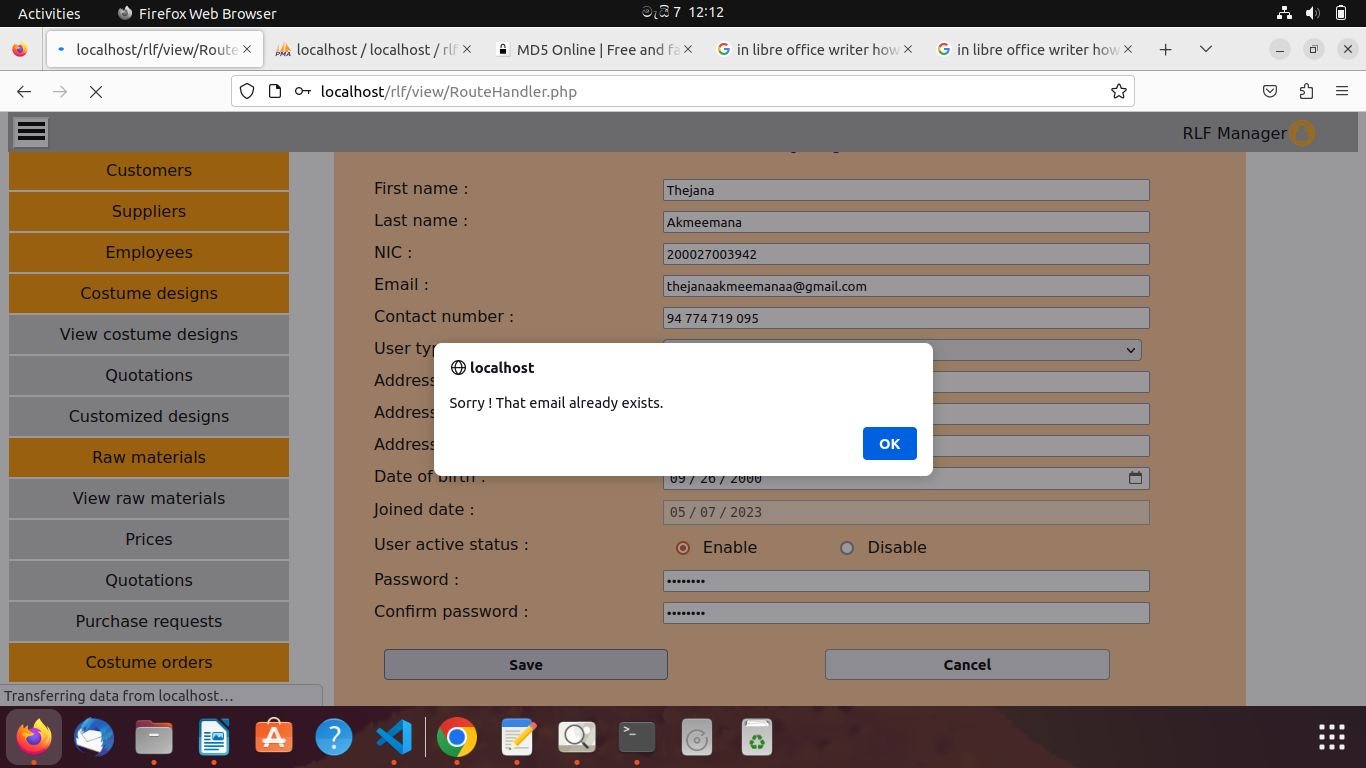 Activities
Firefox Web Browser
මැයි 7 12:12
localhost/rlf/view/Route
localhost / localhost / rlf
MD5 Online | Free and fa
in libre office writer how
in libre office writer how
localhost/rlf/view/RouteHandler.php
RLF Manager
Customers
Suppliers
Employees
Costume designs
View costume designs
Quotations
Customized designs
Raw materials
View raw materials
Prices
Quotations
Purchase requests
Costume orders
First name :
Thejana
Last name :
Akmeemana
NIC :
200027003942
Email :
thejanaakmeemanaa@gmail.com
Contact number :
94 774 719 095
User typ
Address
Address
Address
localhost
Sorry ! That email already exists.
OK
Date of birth :
09 / 26 / 2000
Joined date :
05 / 07 / 2023
User active status :
Enable
Disable
Password :
••••••••
Confirm password :
••••••••
Save
Cancel
Transferring data from localhost…